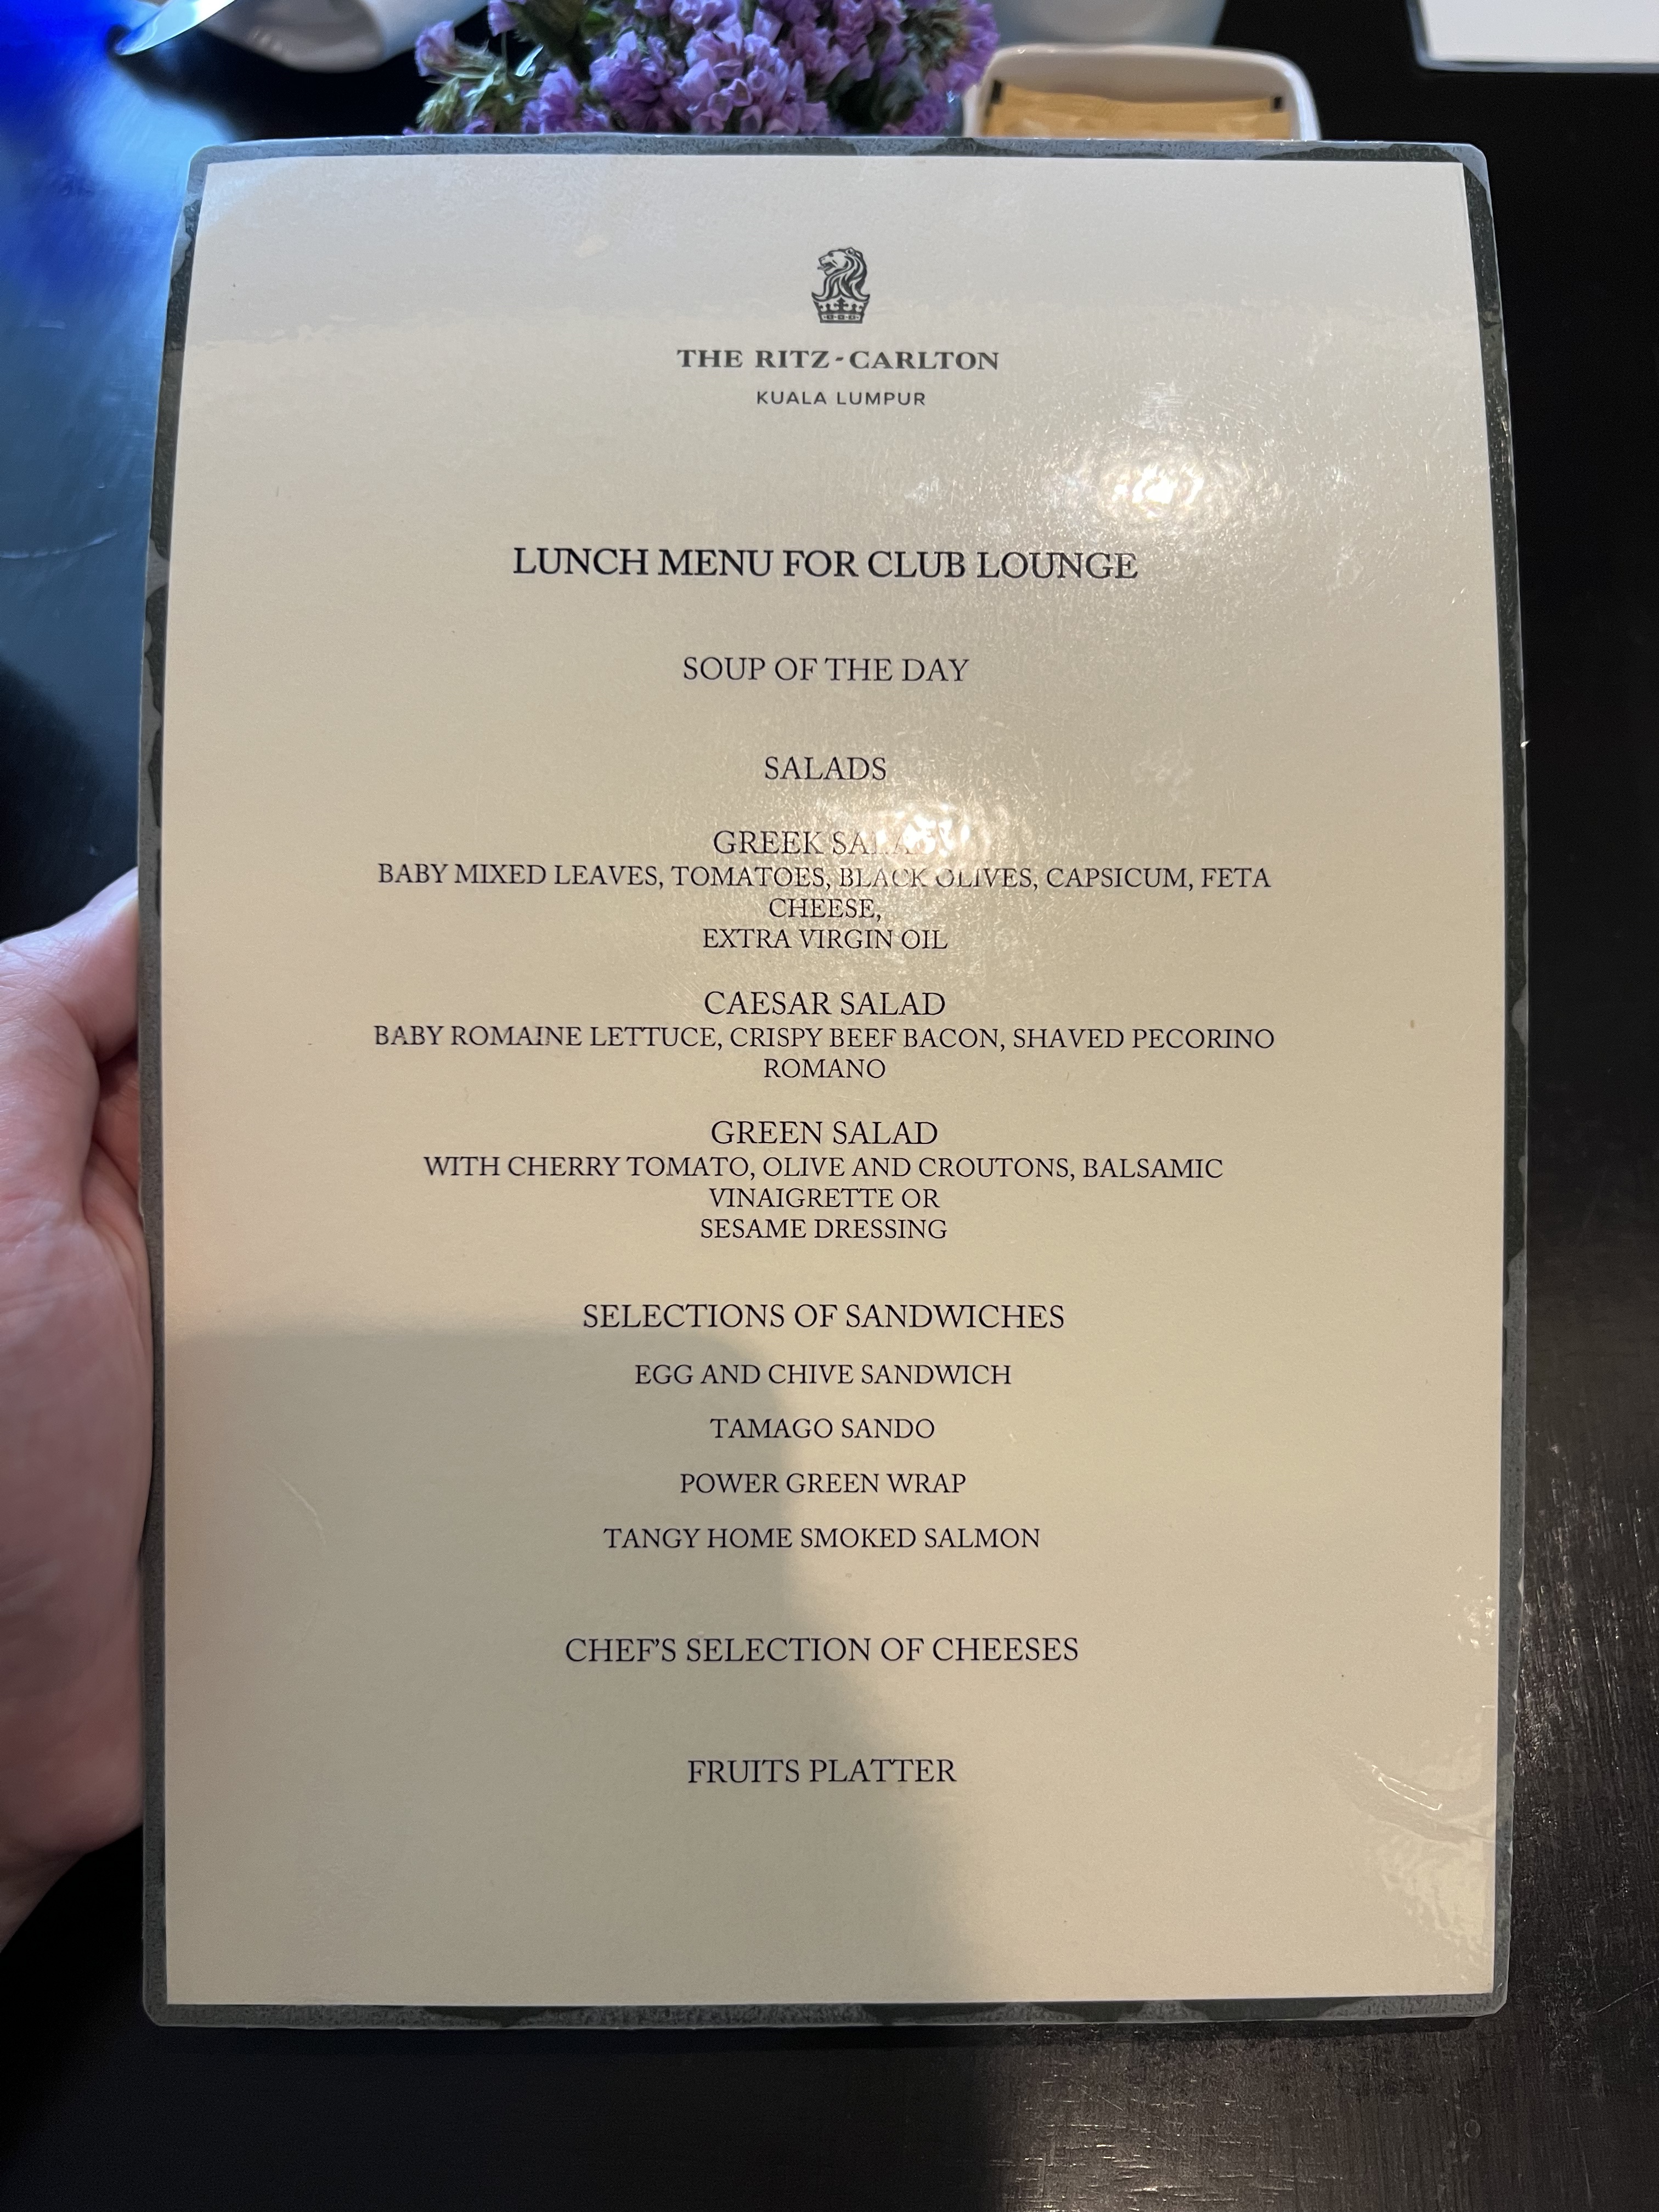 THE RITZ-CARLTON
KUALA LUMPUR
LUNCH MENU FOR CLUB LOUNGE
SOUP OF THE DAY
SALADS
GREEK
BABY MIXED LEAVES, TOMATOES, BLACK OLIVES, CAPSICUM, FETA
CHEESE,
EXTRA VIRGIN OIL
CAESAR SALAD
BABY ROMAINE LETTUCE, CRISPY BEEF BACON, SHAVED PECORINO
ROMANO
GREEN SALAD
WITH CHERRY TOMATO, OLIVE AND CROUTONS, BALSAMIC
VINAIGRETTE OR
SESAME DRESSING
SELECTIONS OF SANDWICHES
EGG AND CHIVE SANDWICH
TAMAGO SANDO
POWER GREEN WRAP
TANGY HOME SMOKED SALMON
CHEF'S SELECTION OF CHEESES
FRUITS PLATTER